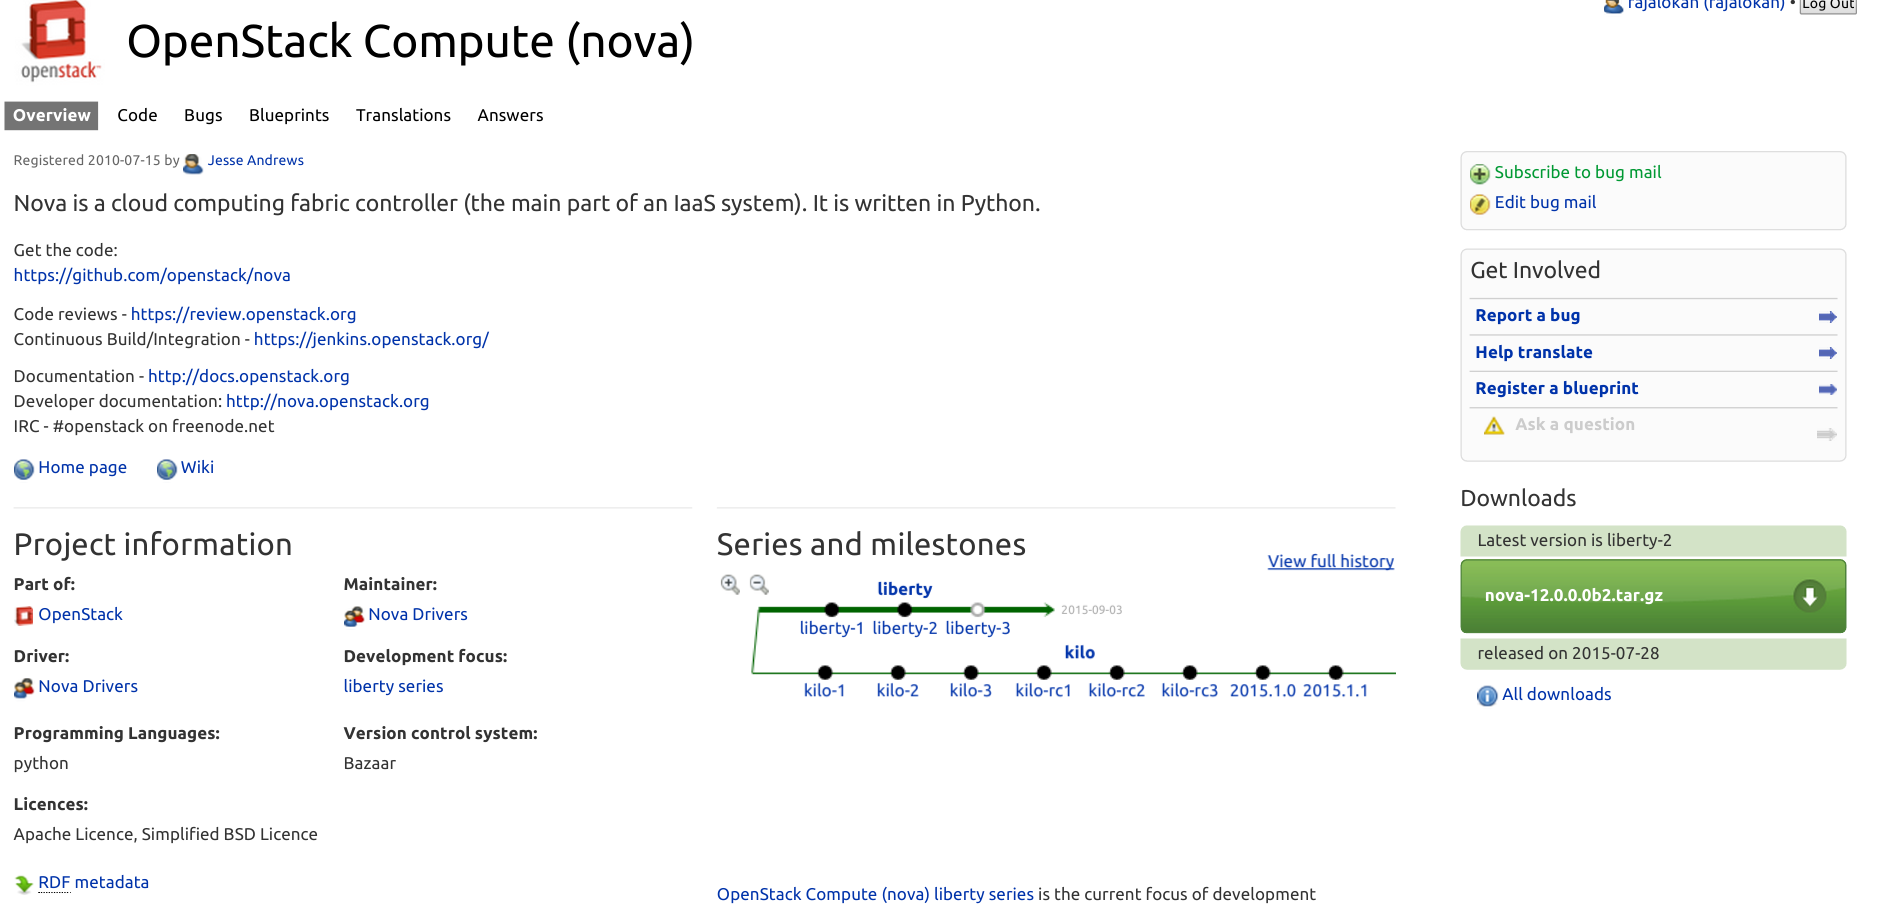 rajalokan (rajalokan) • Log Out
openstack™
OpenStack Compute (nova)
Overview Code Bugs Blueprints Translations Answers
Registered 2010-07-15 by Jesse Andrews
Nova is a cloud computing fabric controller (the main part of an IaaS system). It is written in Python.
Get the code:
https://github.com/openstack/nova
Code reviews - https://review.openstack.org
Continuous Build/Integration - https://jenkins.openstack.org/
Documentation - http://docs.openstack.org
Developer documentation: http://nova.openstack.org
IRC - #openstack on freenode.net
Home page Wiki
Project information
Part of: Maintainer:
OpenStack Nova Drivers
Driver: Development focus:
Nova Drivers liberty series
Programming Languages: Version control system:
python Bazaar
Licences:
Apache Licence, Simplified BSD Licence
RDF metadata
Series and milestones
View full history
liberty
2015-09-03
liberty-1 liberty-2 liberty-3
kilo
kilo-1 kilo-2 kilo-3 kilo-rc1 kilo-rc2 kilo-rc3 2015.1.0 2015.1.1
OpenStack Compute (nova) liberty series is the current focus of development
Subscribe to bug mail
Edit bug mail
Get Involved
Report a bug
Help translate
Register a blueprint
Ask a question
Downloads
Latest version is liberty-2
nova-12.0.0.0b2.tar.gz
released on 2015-07-28
All downloads